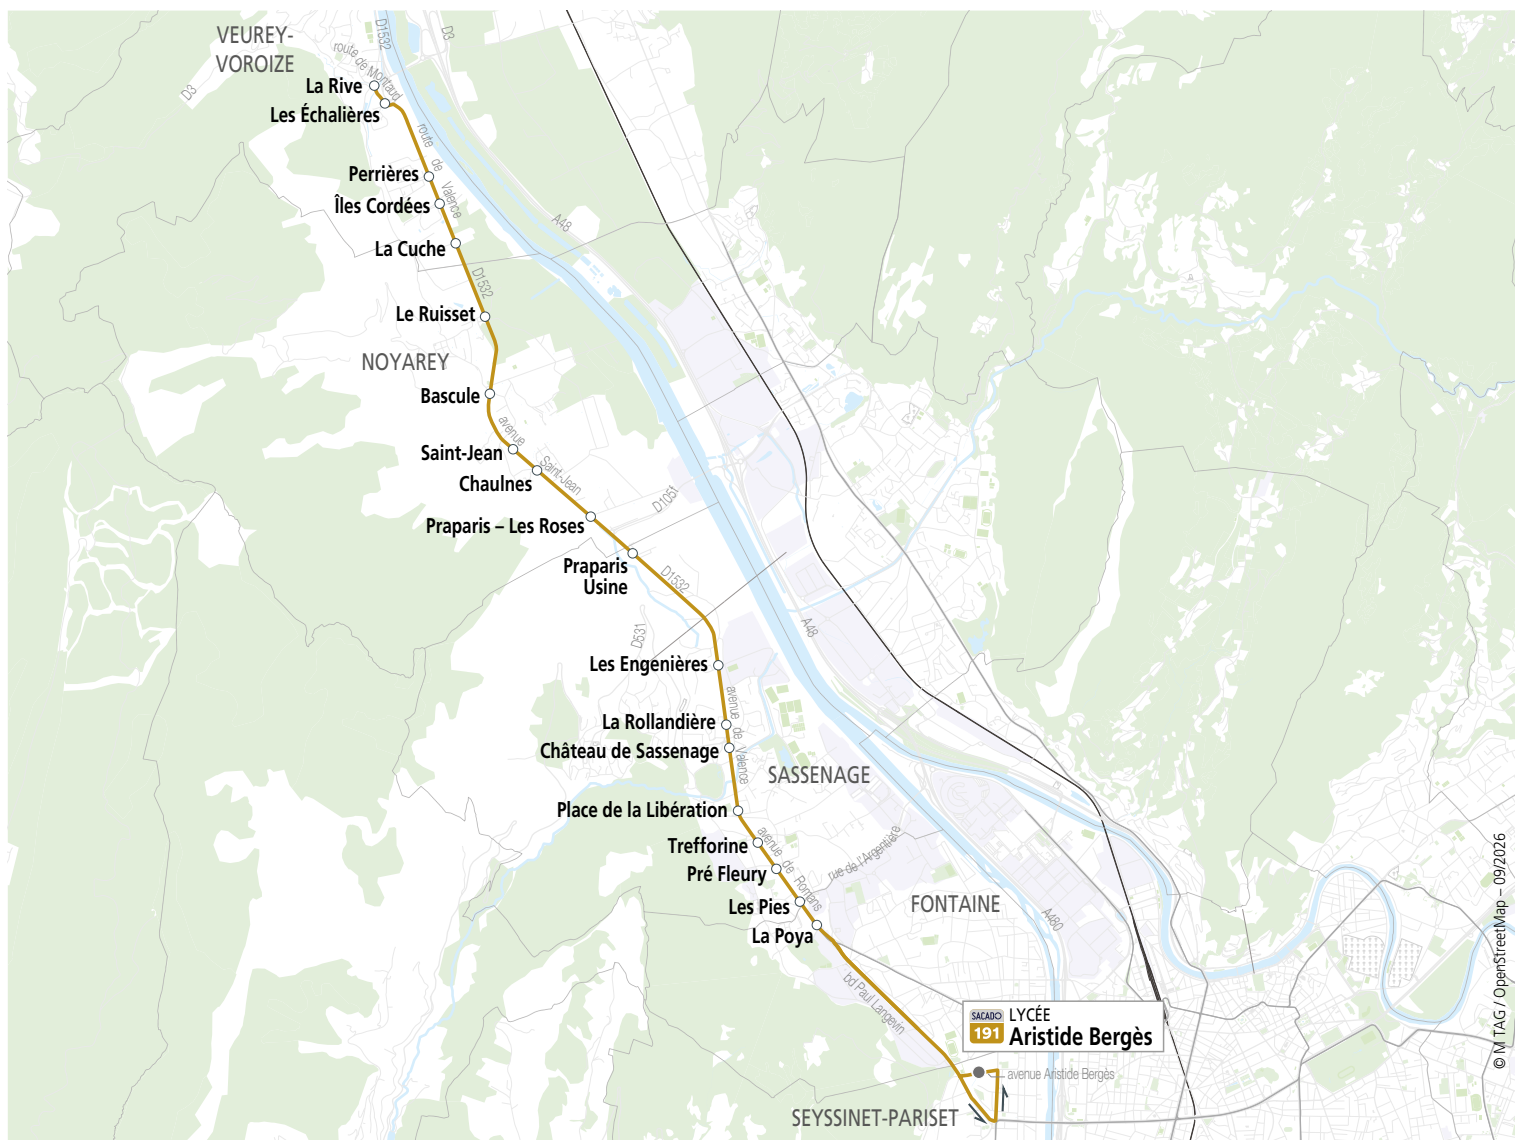 VEUREY-
VOROIZE
D1532
D3
route de Montaud
D3
La Rive
Les Échalières
route de Valence
Perrières
Îles Cordées
A48
La Cuche
D1532
Le Ruisset
NOYAREY
Bascule
avenue Saint-Jean
Saint-Jean
Chaulnes
D105f
Praparis – Les Roses
Praparis
Usine
D1532
D531
A48
Les Engenières
avenue de Valence
La Rollandière
Château de Sassenage
SASSENAGE
Place de la Libération
avenue de Romans
rue de l'Argentière
Trefforine
Pré Fleury
Les Pies
FONTAINE
A480
La Poya
bd Paul Langevin
SACADO
LYCÉE
191
Aristide Bergès
avenue Aristide Bergès
SEYSSINET-PARISET
© M TAG / OpenStreetMap – 09/2026